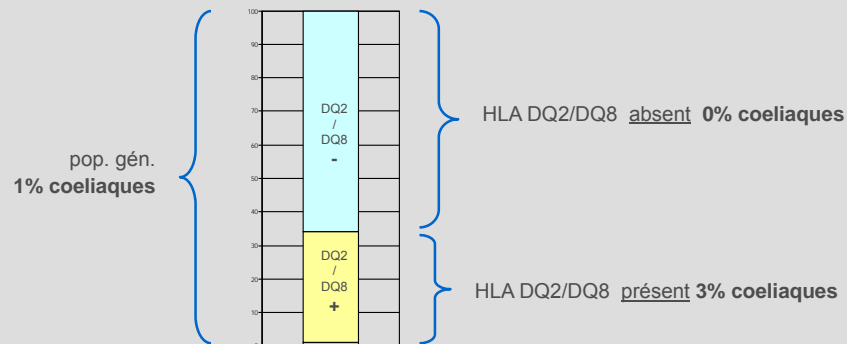 100
90
80
70
60
50
40
30
20
10
DQ2
/
DQ8
-
DQ2
/
DQ8
+
pop. gén.
1% coeliaques
HLA DQ2/DQ8 absent 0% coeliaques
HLA DQ2/DQ8 présent 3% coeliaques